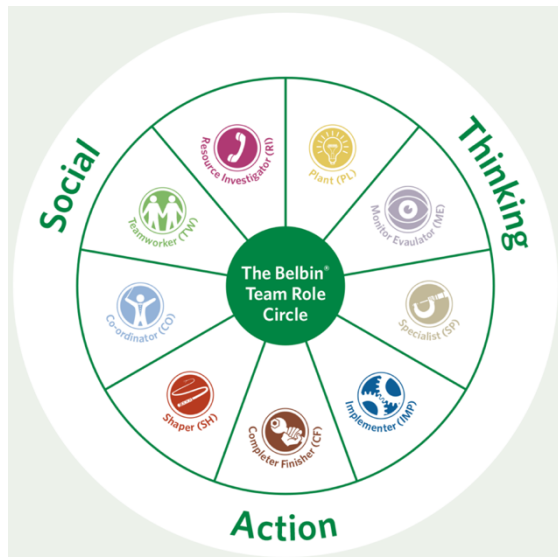 Social
Thinking
Resource Investigator (RI)
Plant (PL)
Teamworker (TW)
Monitor Evaulator (ME)
The Belbin®
Team Role
Circle
Co-ordinator (CO)
Specialist (SP)
Shaper (SH)
Implementer (IMP)
Completer Finisher (CF)
Action